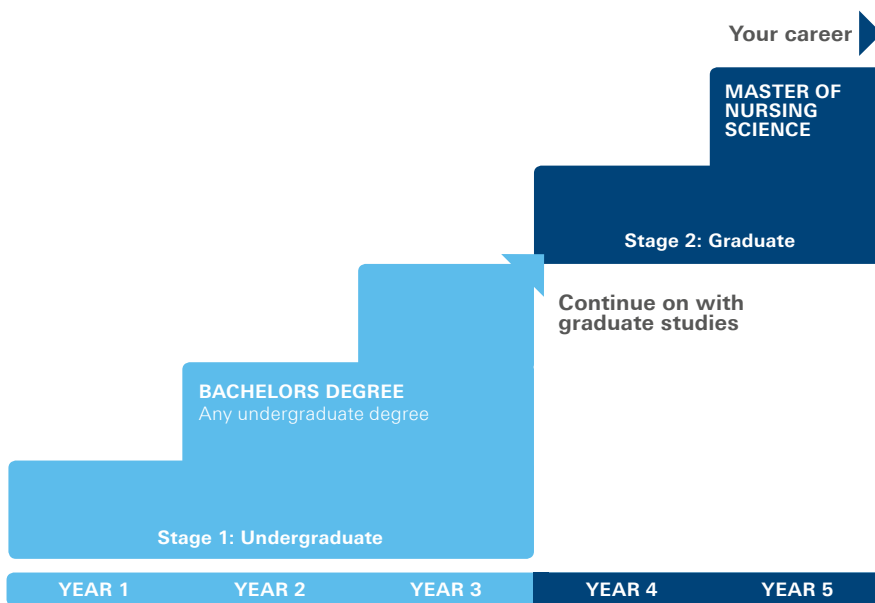 Your career
MASTER OF
NURSING
SCIENCE
Stage 2: Graduate
Continue on with
graduate studies
BACHELORS DEGREE
Any undergraduate degree
Stage 1: Undergraduate
YEAR 1 YEAR 2 YEAR 3 YEAR 4 YEAR 5